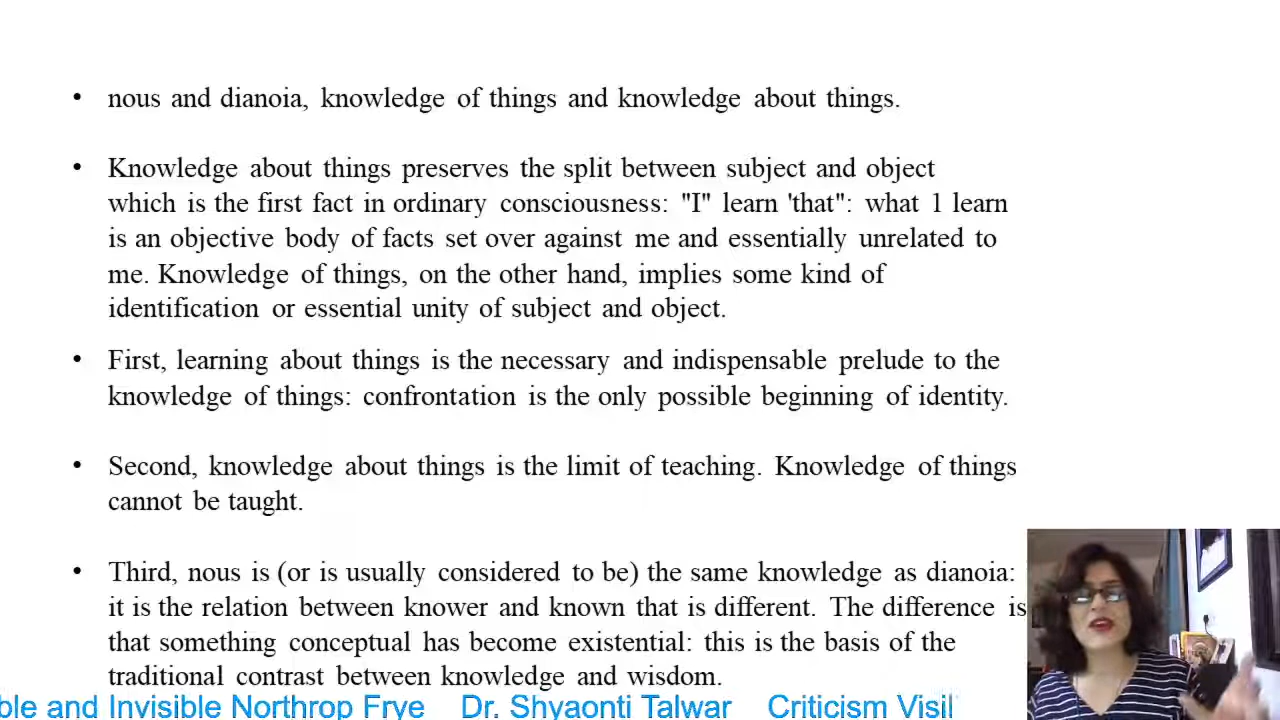 • nous and dianoia, knowledge of things and knowledge about things.
• Knowledge about things preserves the split between subject and object
which is the first fact in ordinary consciousness: "I" learn 'that": what 1 learn
is an objective body of facts set over against me and essentially unrelated to
me. Knowledge of things, on the other hand, implies some kind of
identification or essential unity of subject and object.
• First, learning about things is the necessary and indispensable prelude to the
knowledge of things: confrontation is the only possible beginning of identity.
• Second, knowledge about things is the limit of teaching. Knowledge of things
cannot be taught.
• Third, nous is (or is usually considered to be) the same knowledge as dianoia:
it is the relation between knower and known that is different. The difference is
that something conceptual has become existential: this is the basis of the
traditional contrast between knowledge and wisdom.
ble and Invisible Northrop Frye Dr. Shyaonti Talwar Criticism Visil